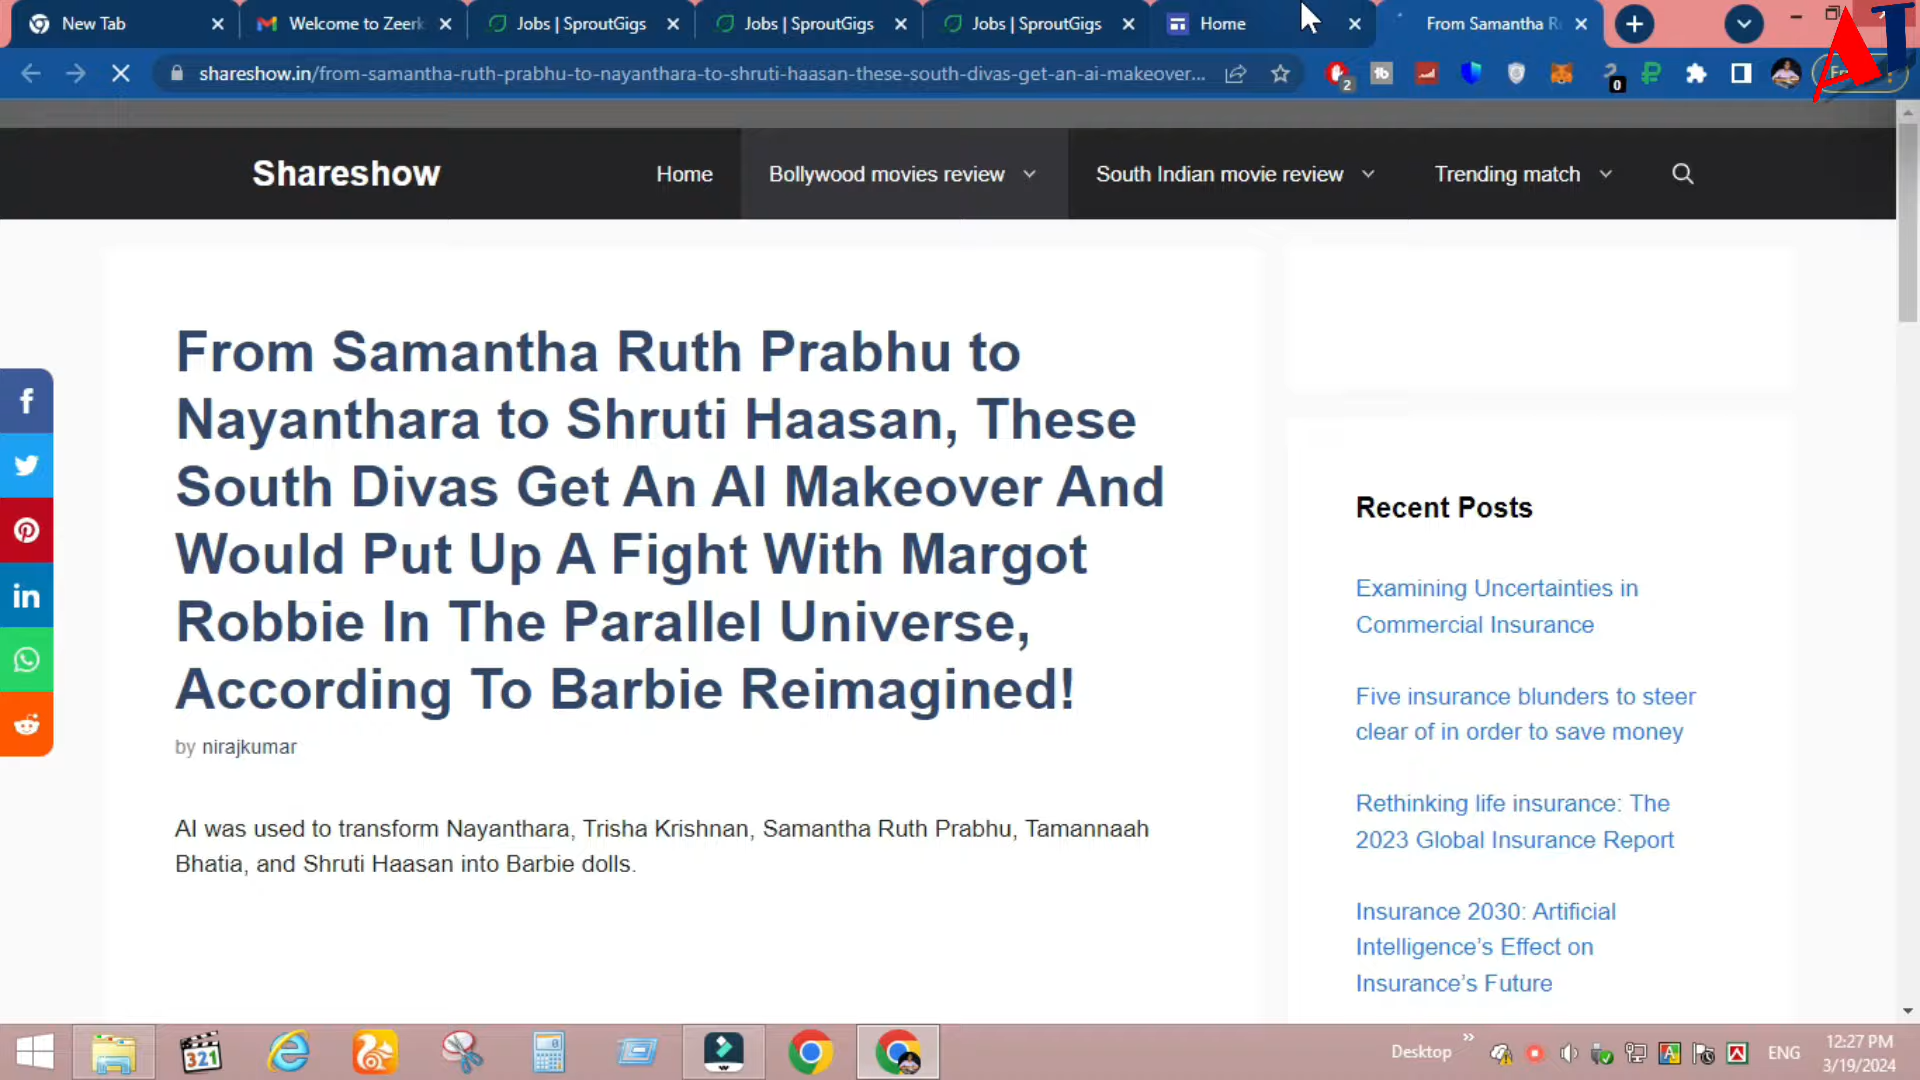 New Tab
Welcome to Zeerk
Jobs | SproutGigs
Jobs | SproutGigs
Jobs | SproutGigs
Home
From Samantha R
shareshow.in/from-samantha-ruth-prabhu-to-nayanthara-to-shruti-haasan-these-south-divas-get-an-ai-makeover...
2
0
AT
Shareshow
Home
Bollywood movies review
South Indian movie review
Trending match
From Samantha Ruth Prabhu to
Nayanthara to Shruti Haasan, These
South Divas Get An AI Makeover And
Would Put Up A Fight With Margot
Robbie In The Parallel Universe,
According To Barbie Reimagined!
by nirajkumar
AI was used to transform Nayanthara, Trisha Krishnan, Samantha Ruth Prabhu, Tamannaah
Bhatia, and Shruti Haasan into Barbie dolls.
Recent Posts
Examining Uncertainties in
Commercial Insurance
Five insurance blunders to steer
clear of in order to save money
Rethinking life insurance: The
2023 Global Insurance Report
Insurance 2030: Artificial
Intelligence's Effect on
Insurance's Future
321
Desktop
ENG
12:27 PM
3/19/2024